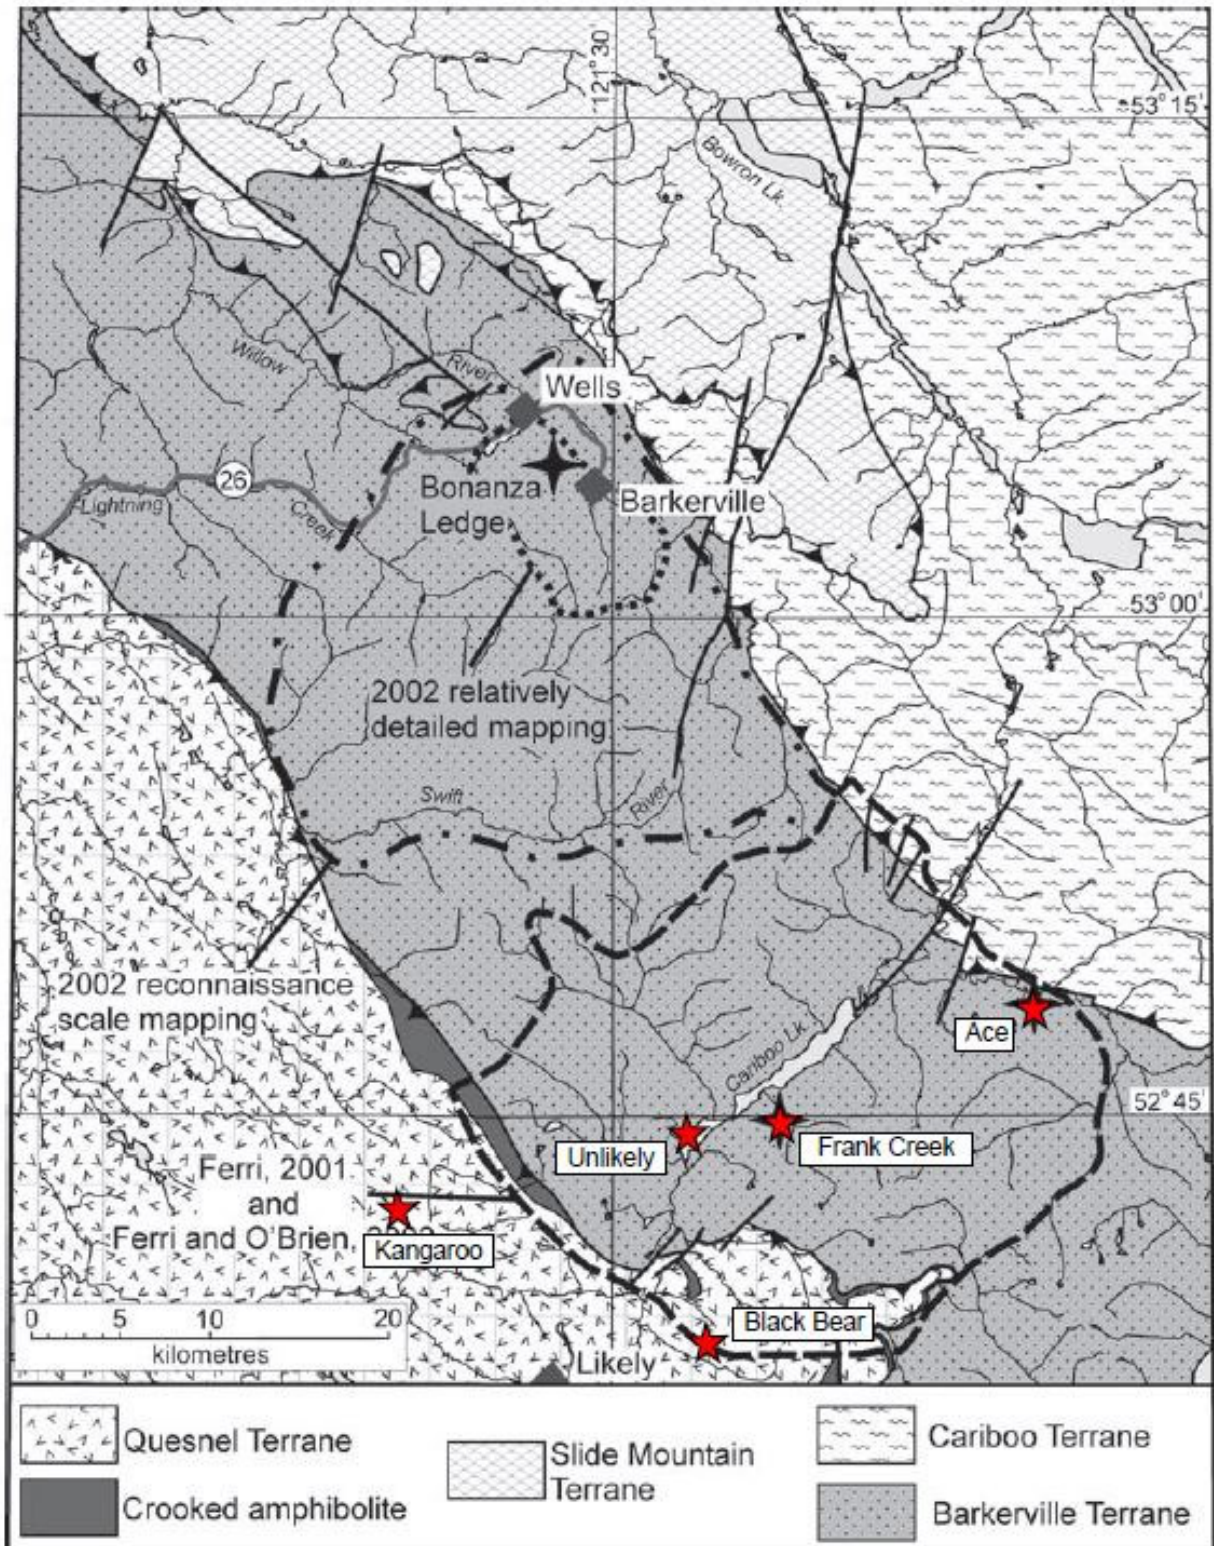 121°30'
53°15'
Bowron Lk.
Willow
River
Wells
26
Lightning
Creek
Bonanza
Ledge
Barkerville
53°00'
2002 relatively
detailed mapping
Swift
River
2002 reconnaissance
scale mapping
Ace
Cariboo Lk.
52°45'
Unlikely
Frank Creek
Ferri, 2001
and
Ferri and O'Brien,
Kangaroo
Black Bear
0 5 10 20
kilometres
Likely
Quesnel Terrane
Crooked amphibolite
Slide Mountain
Terrane
Cariboo Terrane
Barkerville Terrane